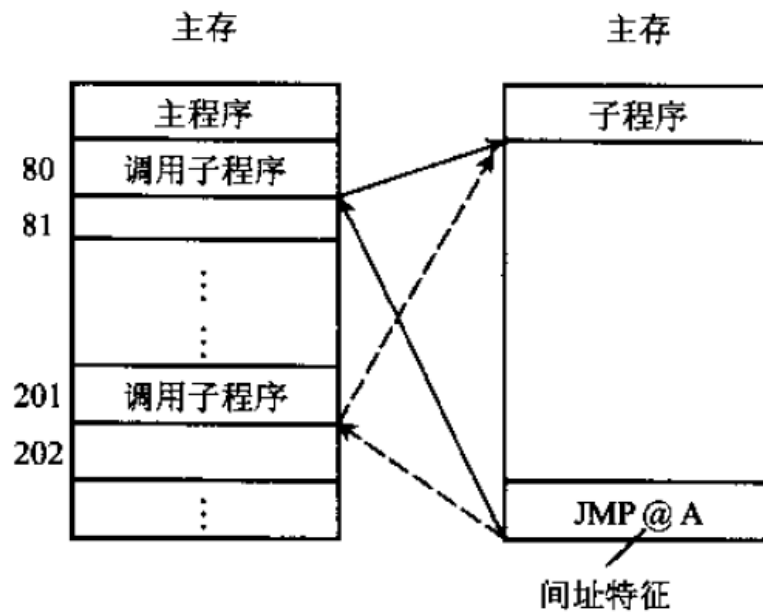 主存
主程序
80 调用子程序
81
⋮
⋮
201 调用子程序
202
⋮
主存
子程序
JMP @ A
间址特征